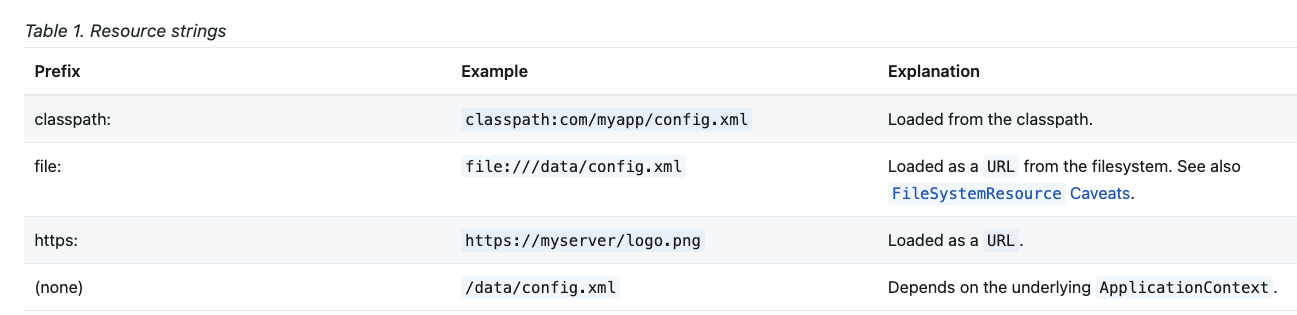 Table 1. Resource strings
Prefix Example Explanation
classpath: classpath:com/myapp/config.xml Loaded from the classpath.
file: file:///data/config.xml Loaded as a URL from the filesystem. See also
FileSystemResource Caveats.
https: https://myserver/logo.png Loaded as a URL.
(none) /data/config.xml Depends on the underlying ApplicationContext.